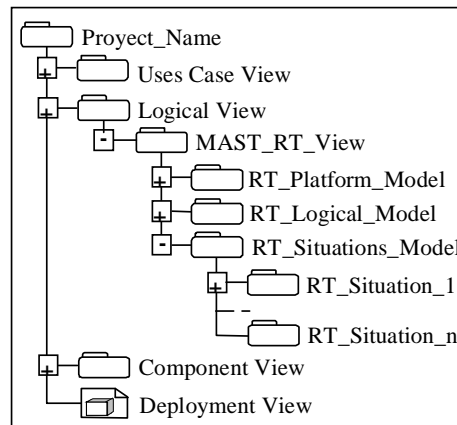 Proyect_Name
Uses Case View
Logical View
MAST_RT_View
RT_Platform_Model
RT_Logical_Model
RT_Situations_Model
RT_Situation_1
RT_Situation_n
Component View
Deployment View